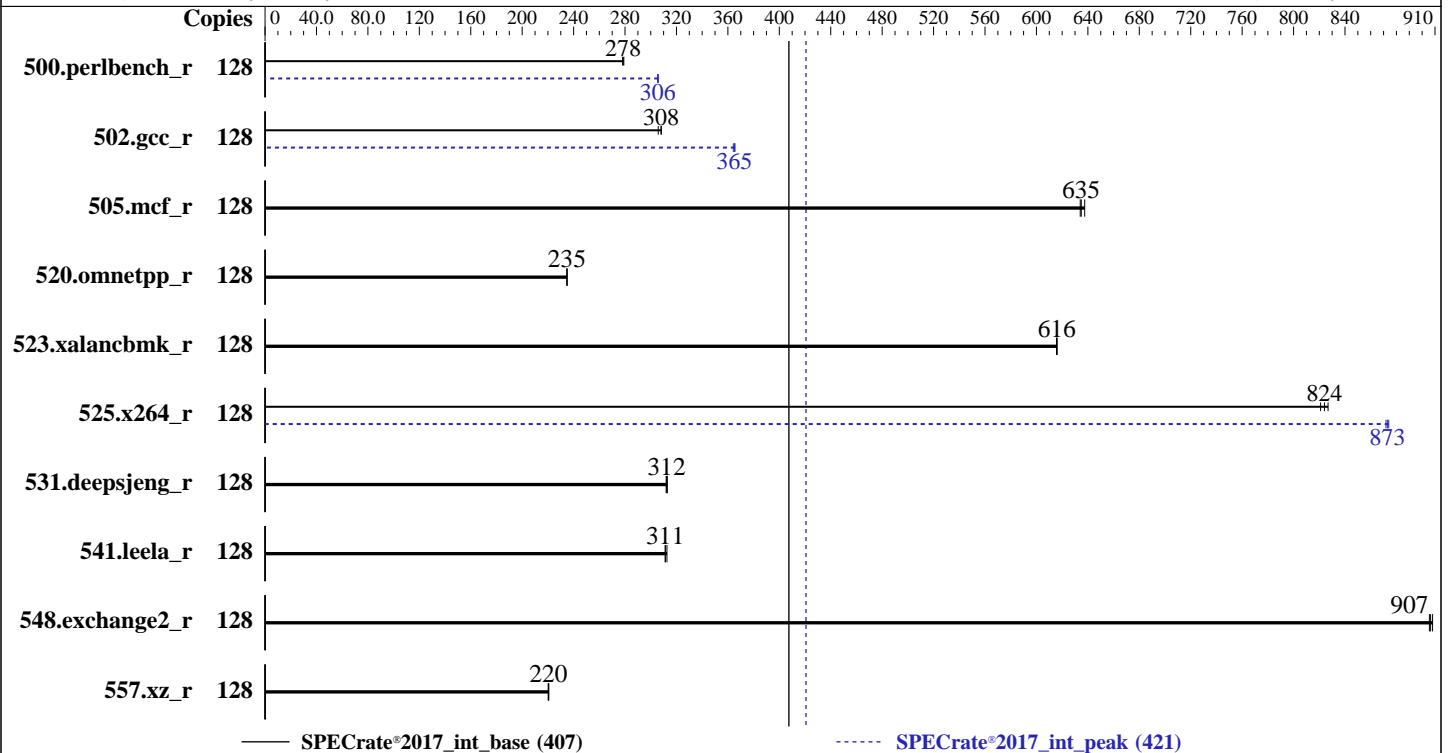 Copies 0 40.0 80.0 120 160 200 240 280 320 360 400 440 480 520 560 600 640 680 720 760 800 840 910
278
500.perlbench_r 128
306
308
502.gcc_r 128
365
635
505.mcf_r 128
235
520.omnetpp_r 128
616
523.xalancbmk_r 128
824
525.x264_r 128
873
312
531.deepsjeng_r 128
311
541.leela_r 128
907
548.exchange2_r 128
220
557.xz_r 128
SPECrate®2017_int_base (407) SPECrate®2017_int_peak (421)